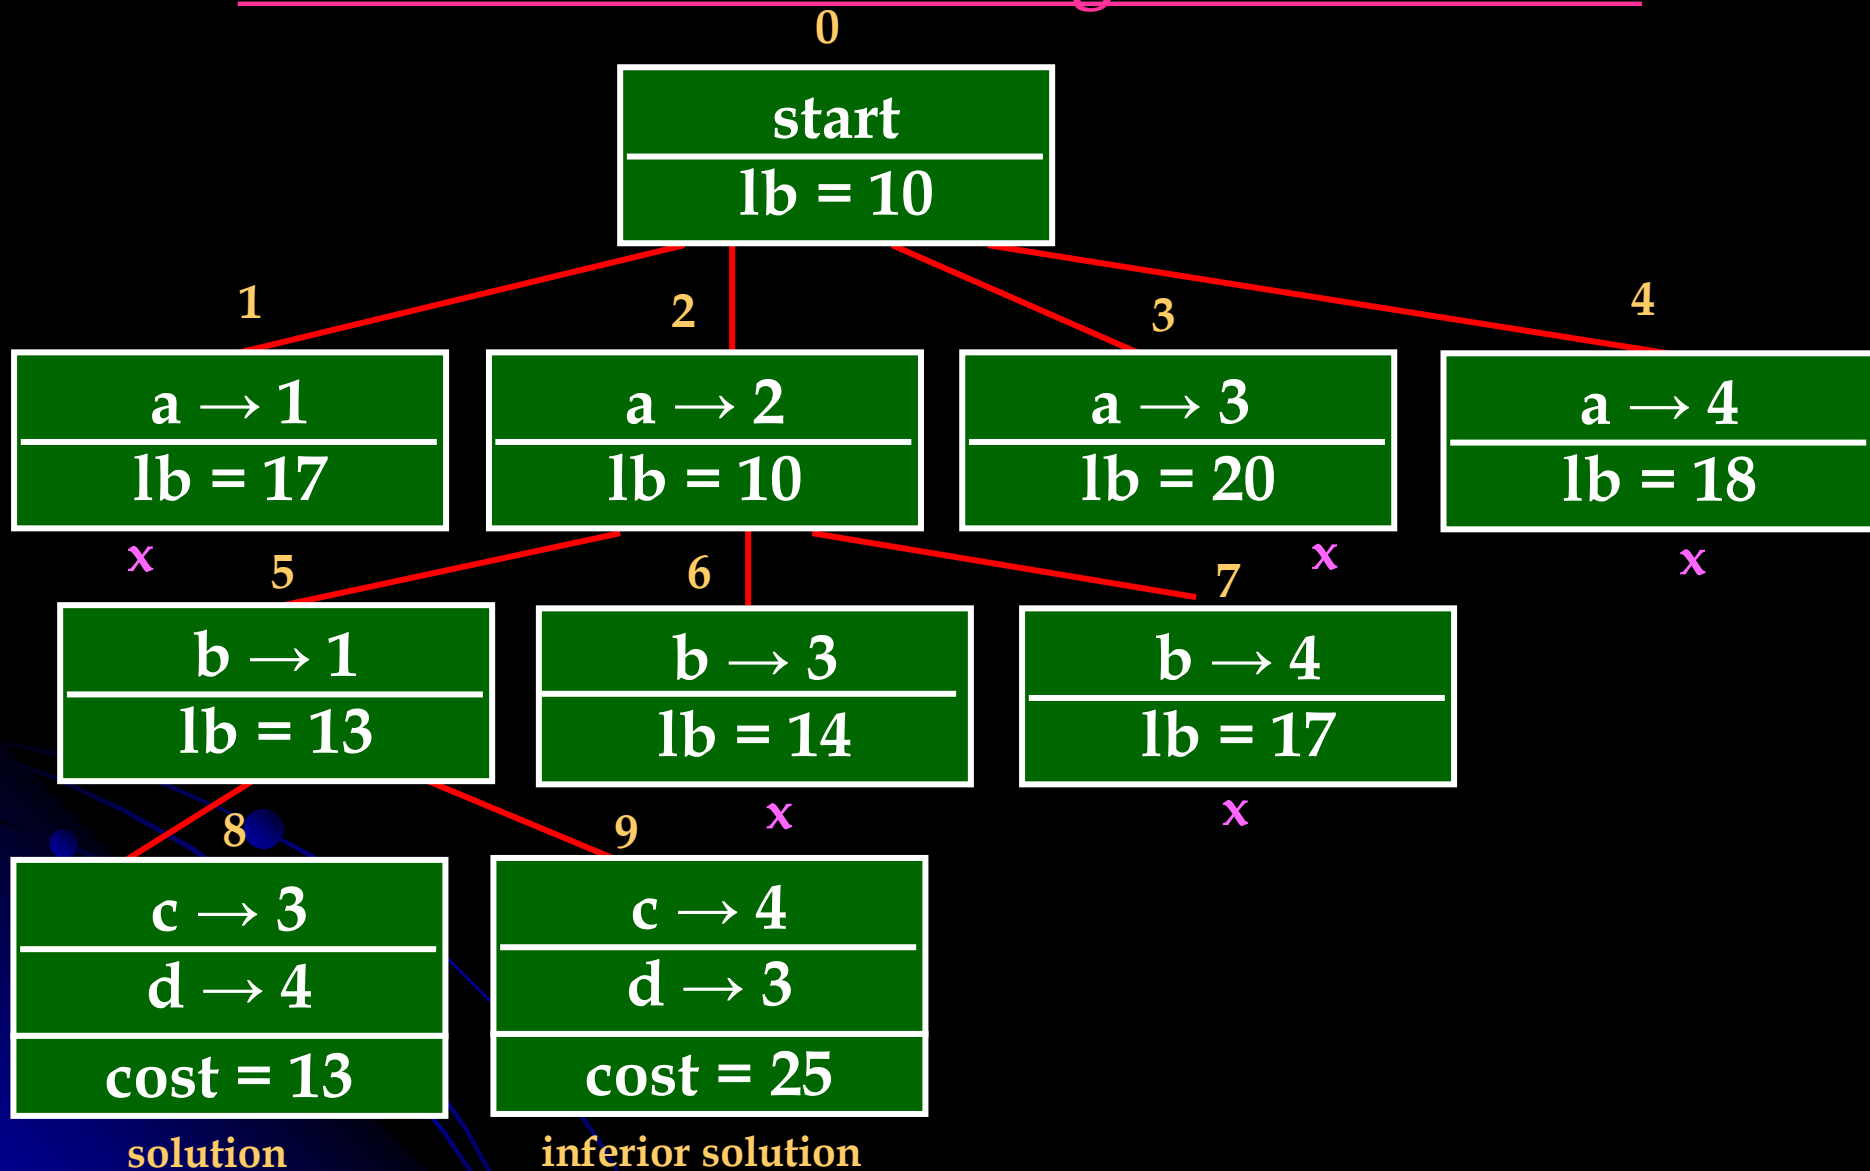 0
start
lb = 10
1
2
3
4
a → 1
lb = 17
a → 2
lb = 10
a → 3
lb = 20
a → 4
lb = 18
x
x
x
5
6
7
b → 1
lb = 13
b → 3
lb = 14
b → 4
lb = 17
x
x
8
9
c → 3
d → 4
cost = 13
c → 4
d → 3
cost = 25
solution
inferior solution